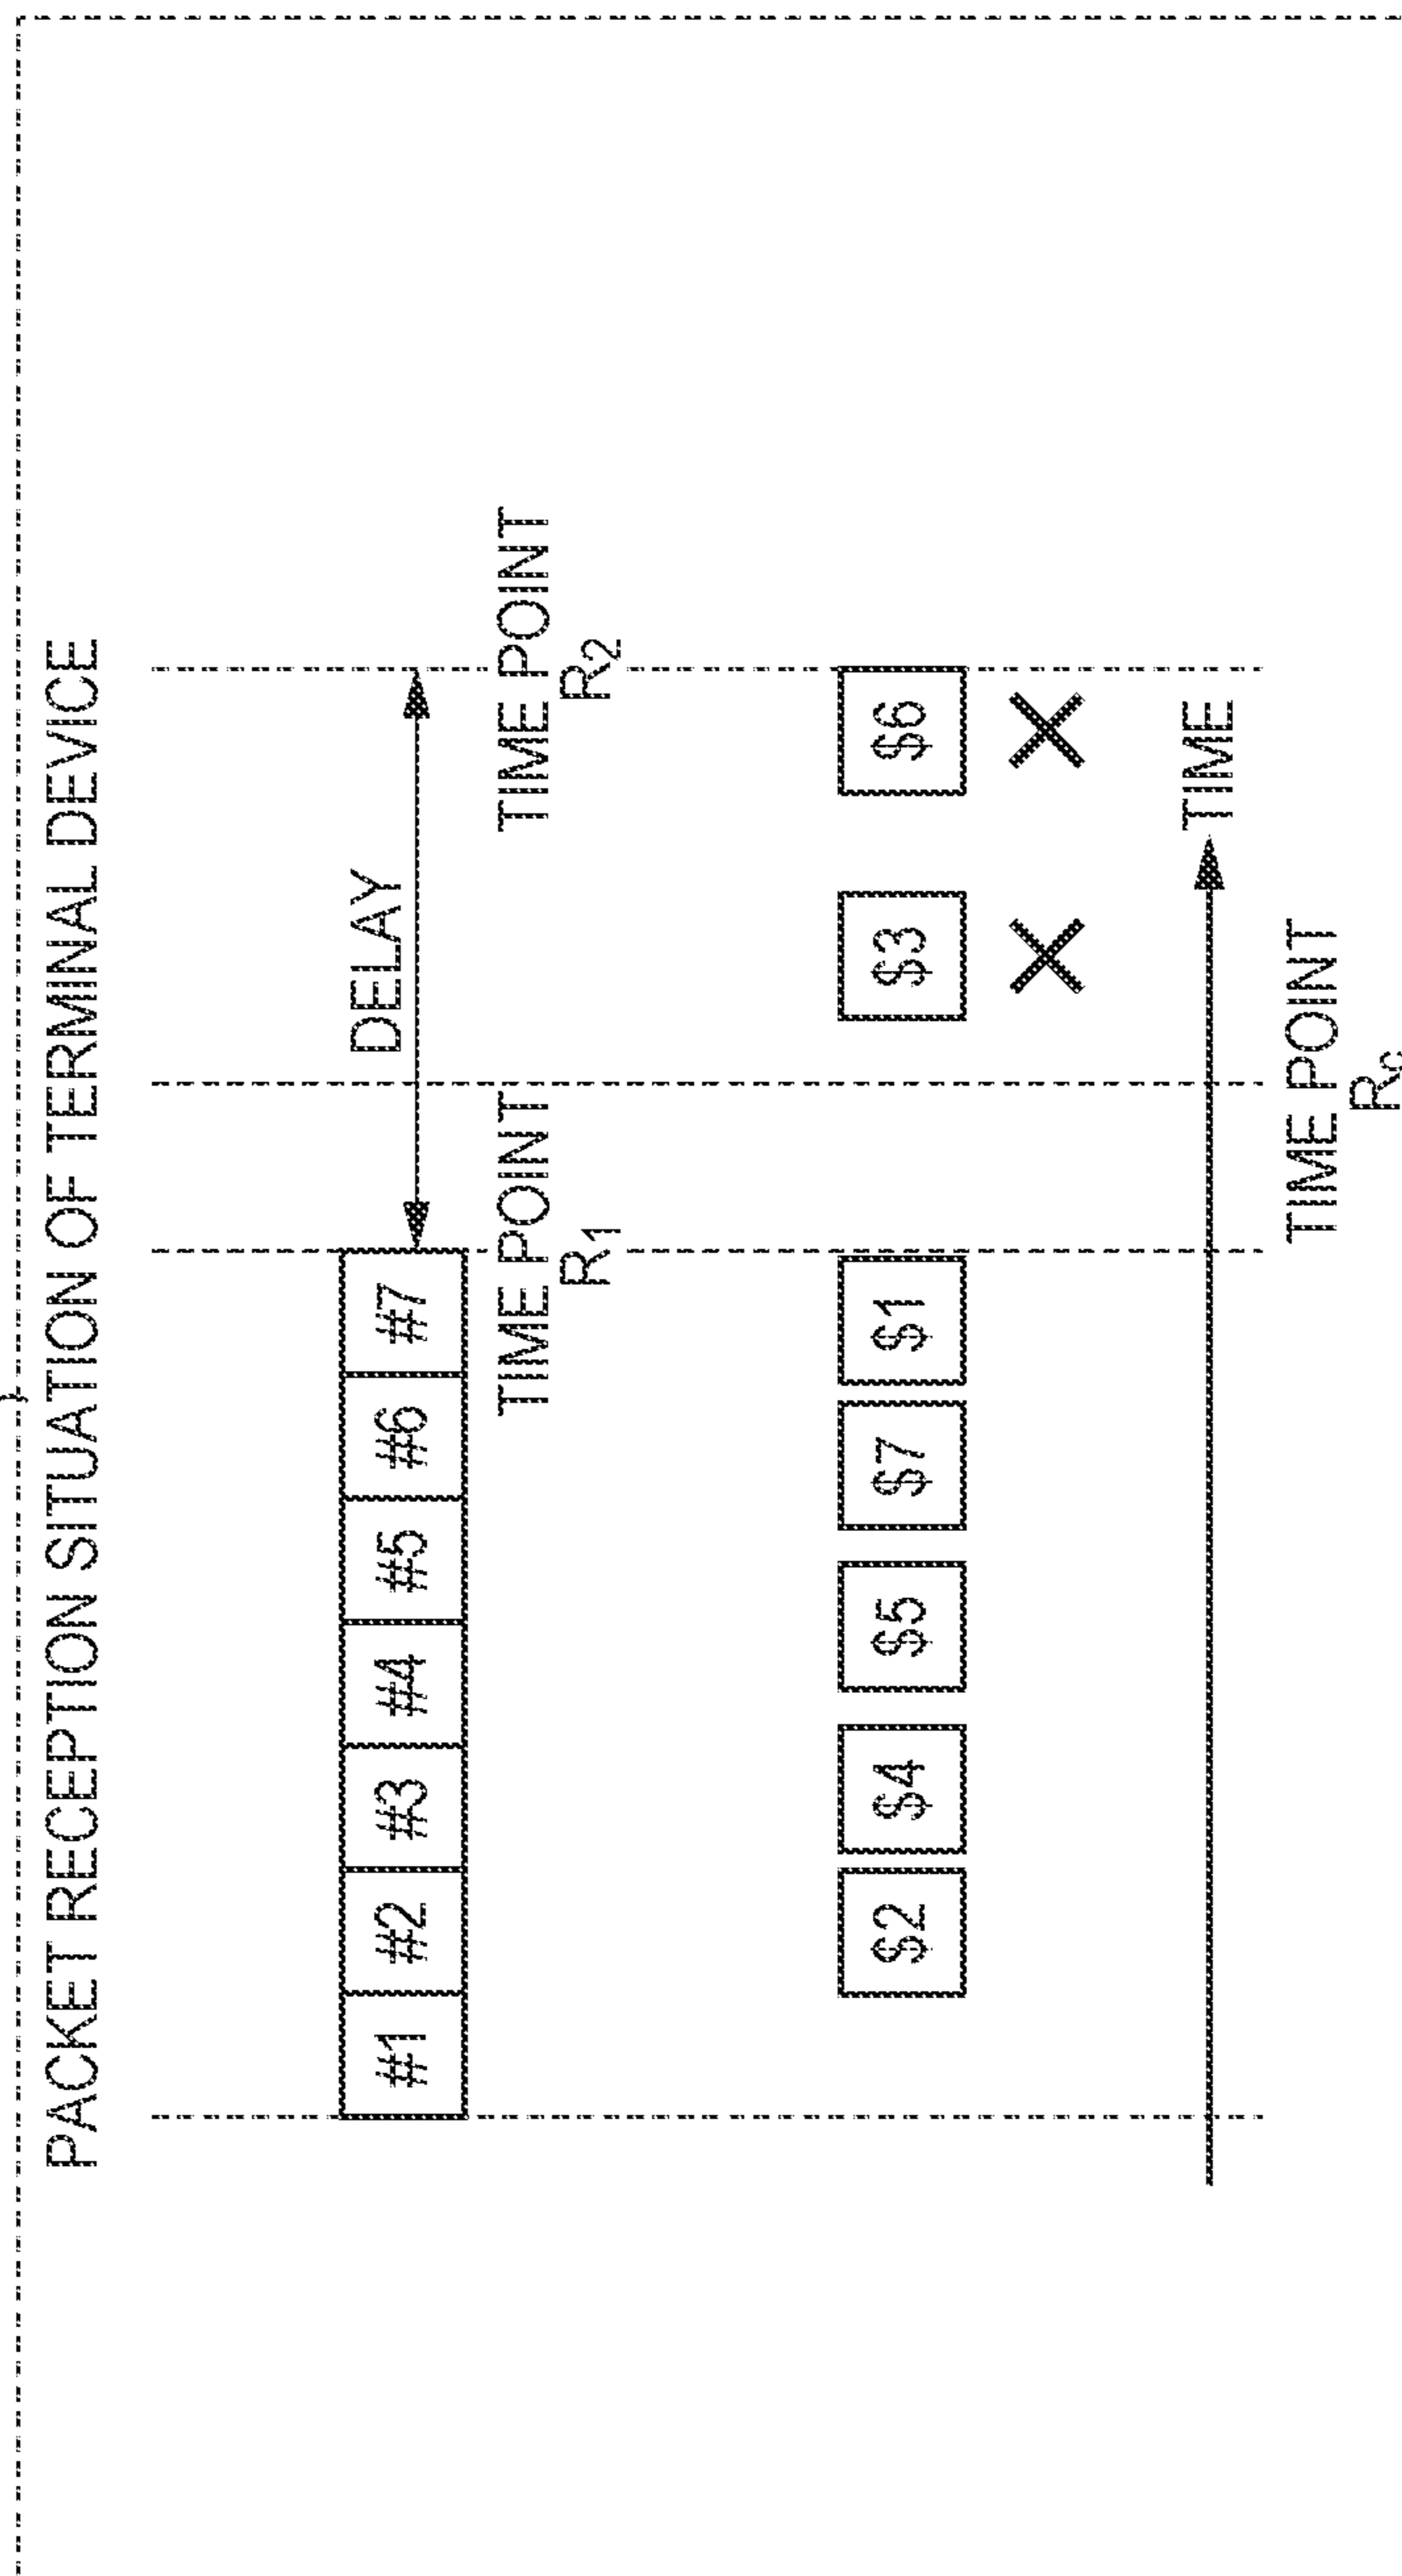 PACKET RECEPTION SITUATION OF TERMINAL DEVICE
DELAY
#1 #2 #3 #4 #5 #6 #7
TIME POINT
R1
TIME POINT
R2
$2 $4 $5 $7 $1 $3 $6
TIME
TIME POINT